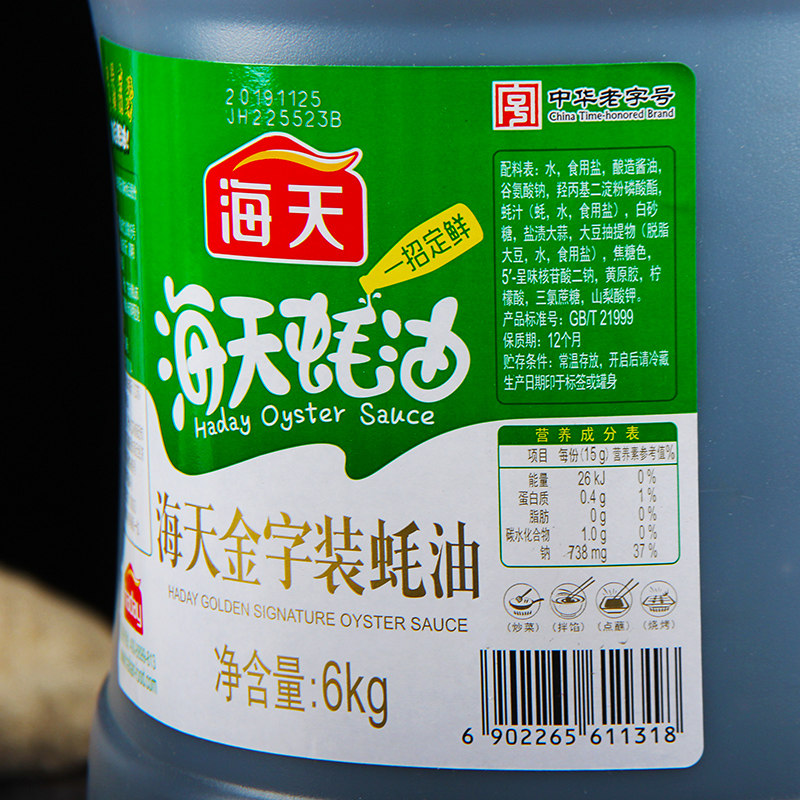 20191125
JH225523B
字号
中华老字号
China Time-honored Brand
海天
一招定鲜
海天蚝油
Haday Oyster Sauce
配料表：水，食用盐，酿造酱油，
谷氨酸钠，羟丙基二淀粉磷酸酯，
蚝汁（蚝，水，食用盐），白砂
糖，盐渍大蒜，大豆抽提物（脱脂
大豆，水，食用盐），焦糖色，
5′-呈味核苷酸二钠，黄原胶，柠
檬酸，三氯蔗糖，山梨酸钾。
产品标准号：GB/T 21999
保质期：12个月
贮存条件：常温存放，开启后请冷藏
生产日期印于标签或罐身
营养成分表
项目 每份(15 g) 营养素参考值%
能量 26 kJ 0 %
蛋白质 0.4 g 1 %
脂肪 0 g 0 %
碳水化合物 1.0 g 0 %
钠 738 mg 37 %
海天金字装蚝油
HADAY GOLDEN SIGNATURE OYSTER SAUCE
（炒菜） （拌馅） （点蘸） （烧烤）
净含量:6kg
6 902265 611318